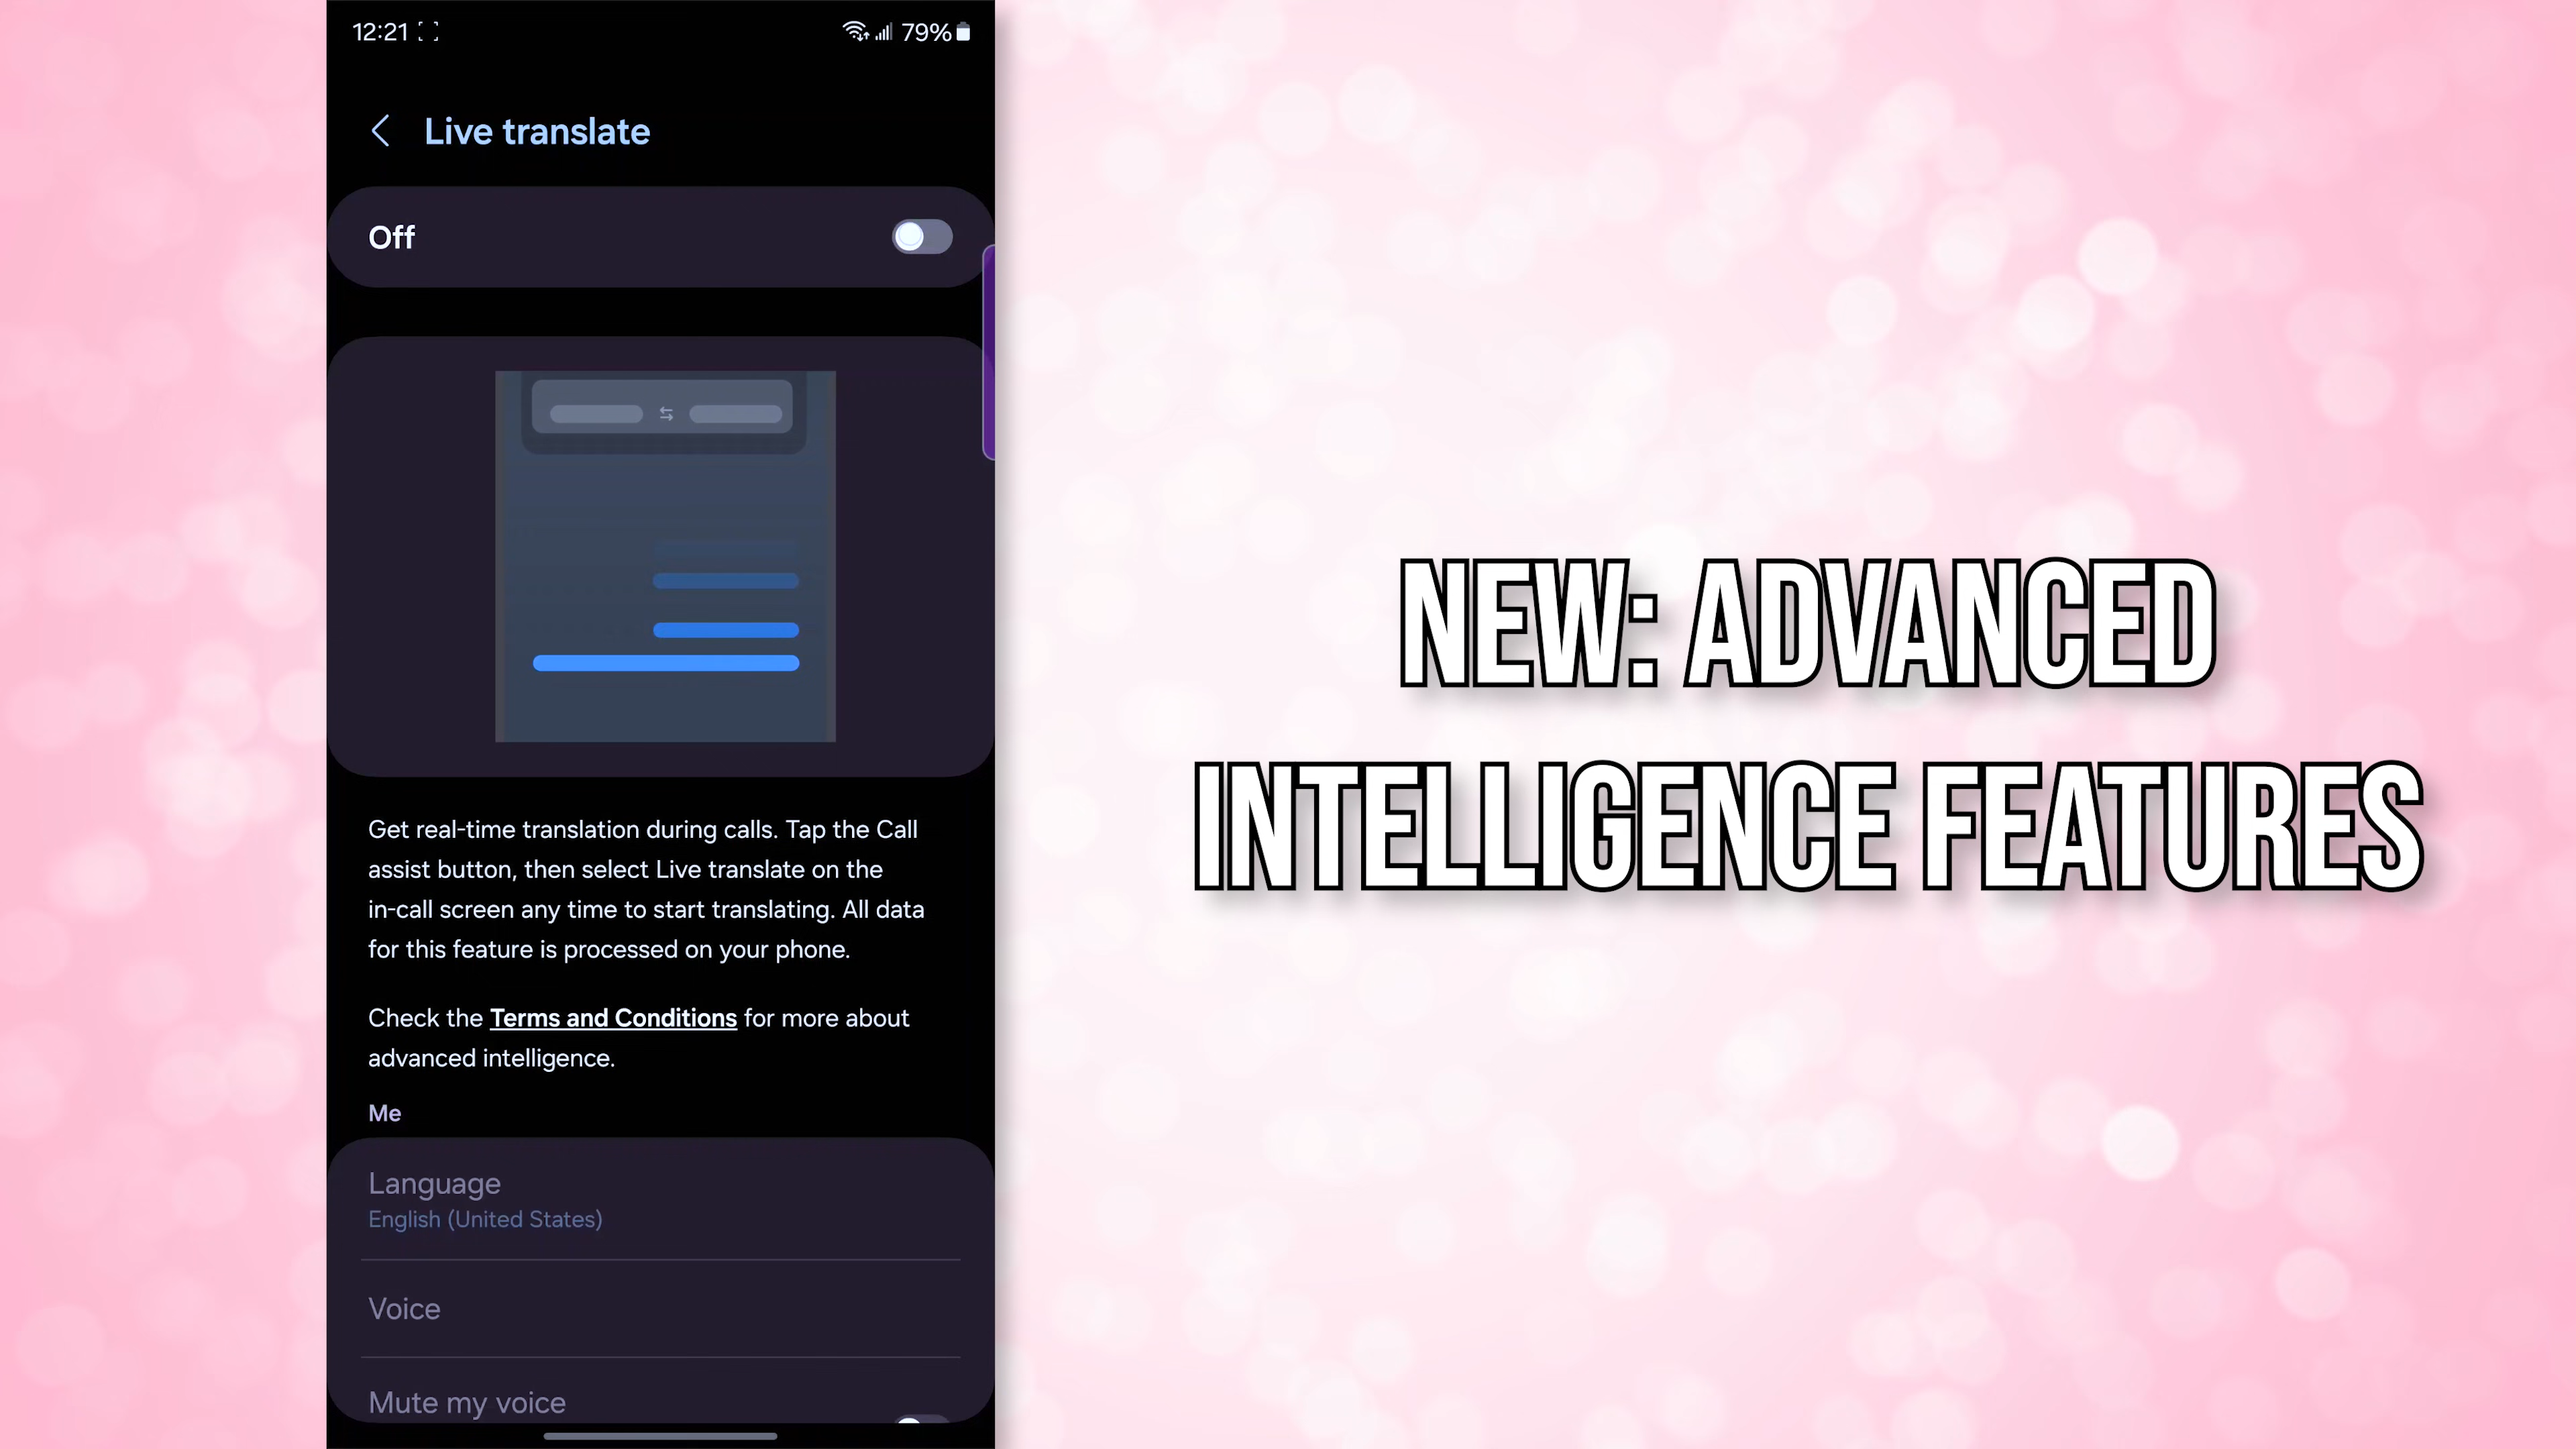 12:21
79%
Live translate
Off
Get real-time translation during calls. Tap the Call
assist button, then select Live translate on the
in-call screen any time to start translating. All data
for this feature is processed on your phone.
Check the Terms and Conditions for more about
advanced intelligence.
Me
Language
English (United States)
Voice
Mute my voice
NEW: ADVANCED
INTELLIGENCE FEATURES